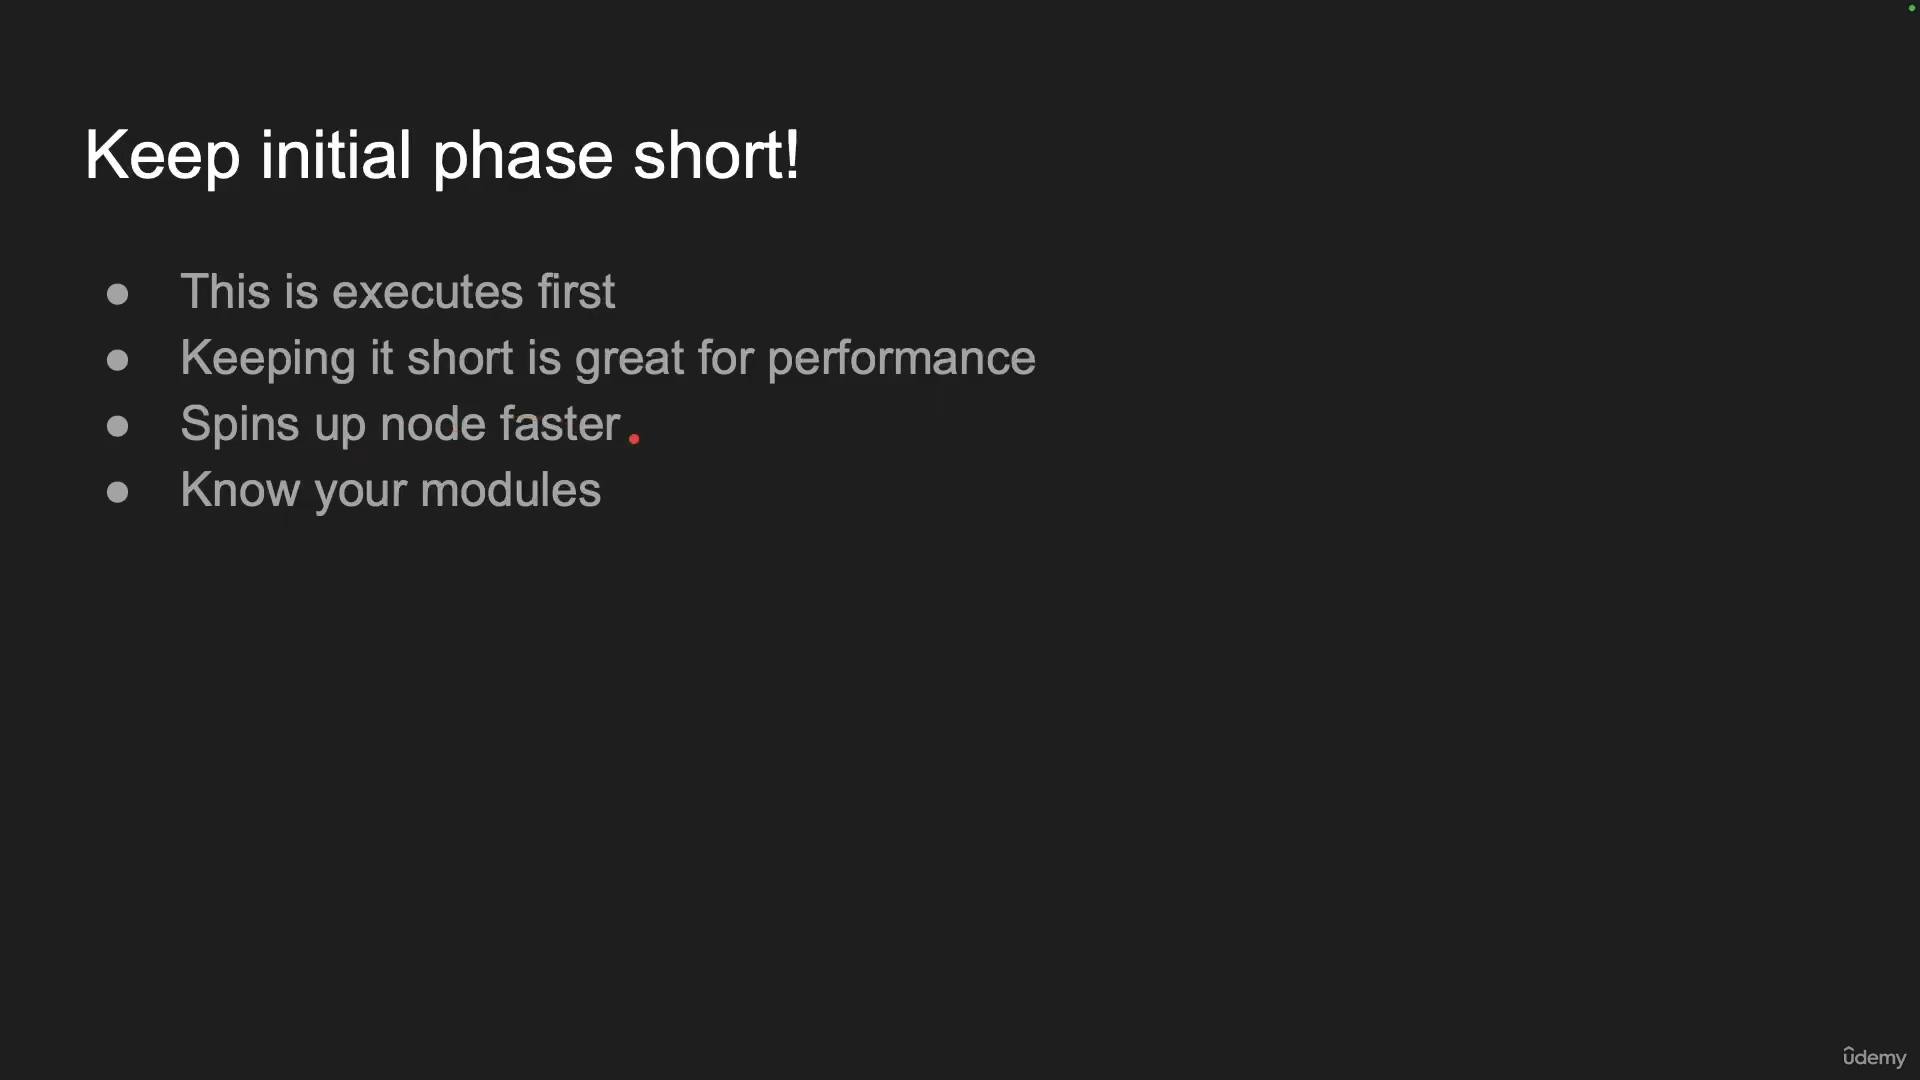 Keep initial phase short!
● This is executes first
● Keeping it short is great for performance
● Spins up node faster
● Know your modules
ûdemy